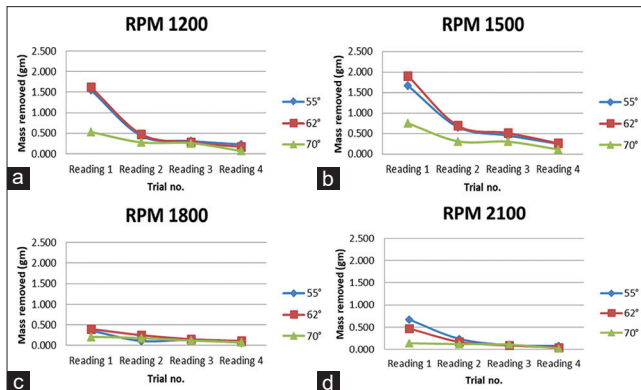 RPM 1200
Mass removed (gm)
2.500
2.000
1.500
1.000
0.500
0.000
Reading 1 Reading 2 Reading 3 Reading 4
Trial no.
55°
62°
70°
a
RPM 1500
Mass removed (gm)
2.500
2.000
1.500
1.000
0.500
0.000
Reading 1 Reading 2 Reading 3 Reading 4
Trial no.
55°
62°
70°
b
RPM 1800
Mass removed (gm)
2.500
2.000
1.500
1.000
0.500
0.000
Reading 1 Reading 2 Reading 3 Reading 4
Trial no.
55°
62°
70°
c
RPM 2100
Mass removed (gm)
2.500
2.000
1.500
1.000
0.500
0.000
Reading 1 Reading 2 Reading 3 Reading 4
Trial no.
55°
62°
70°
d